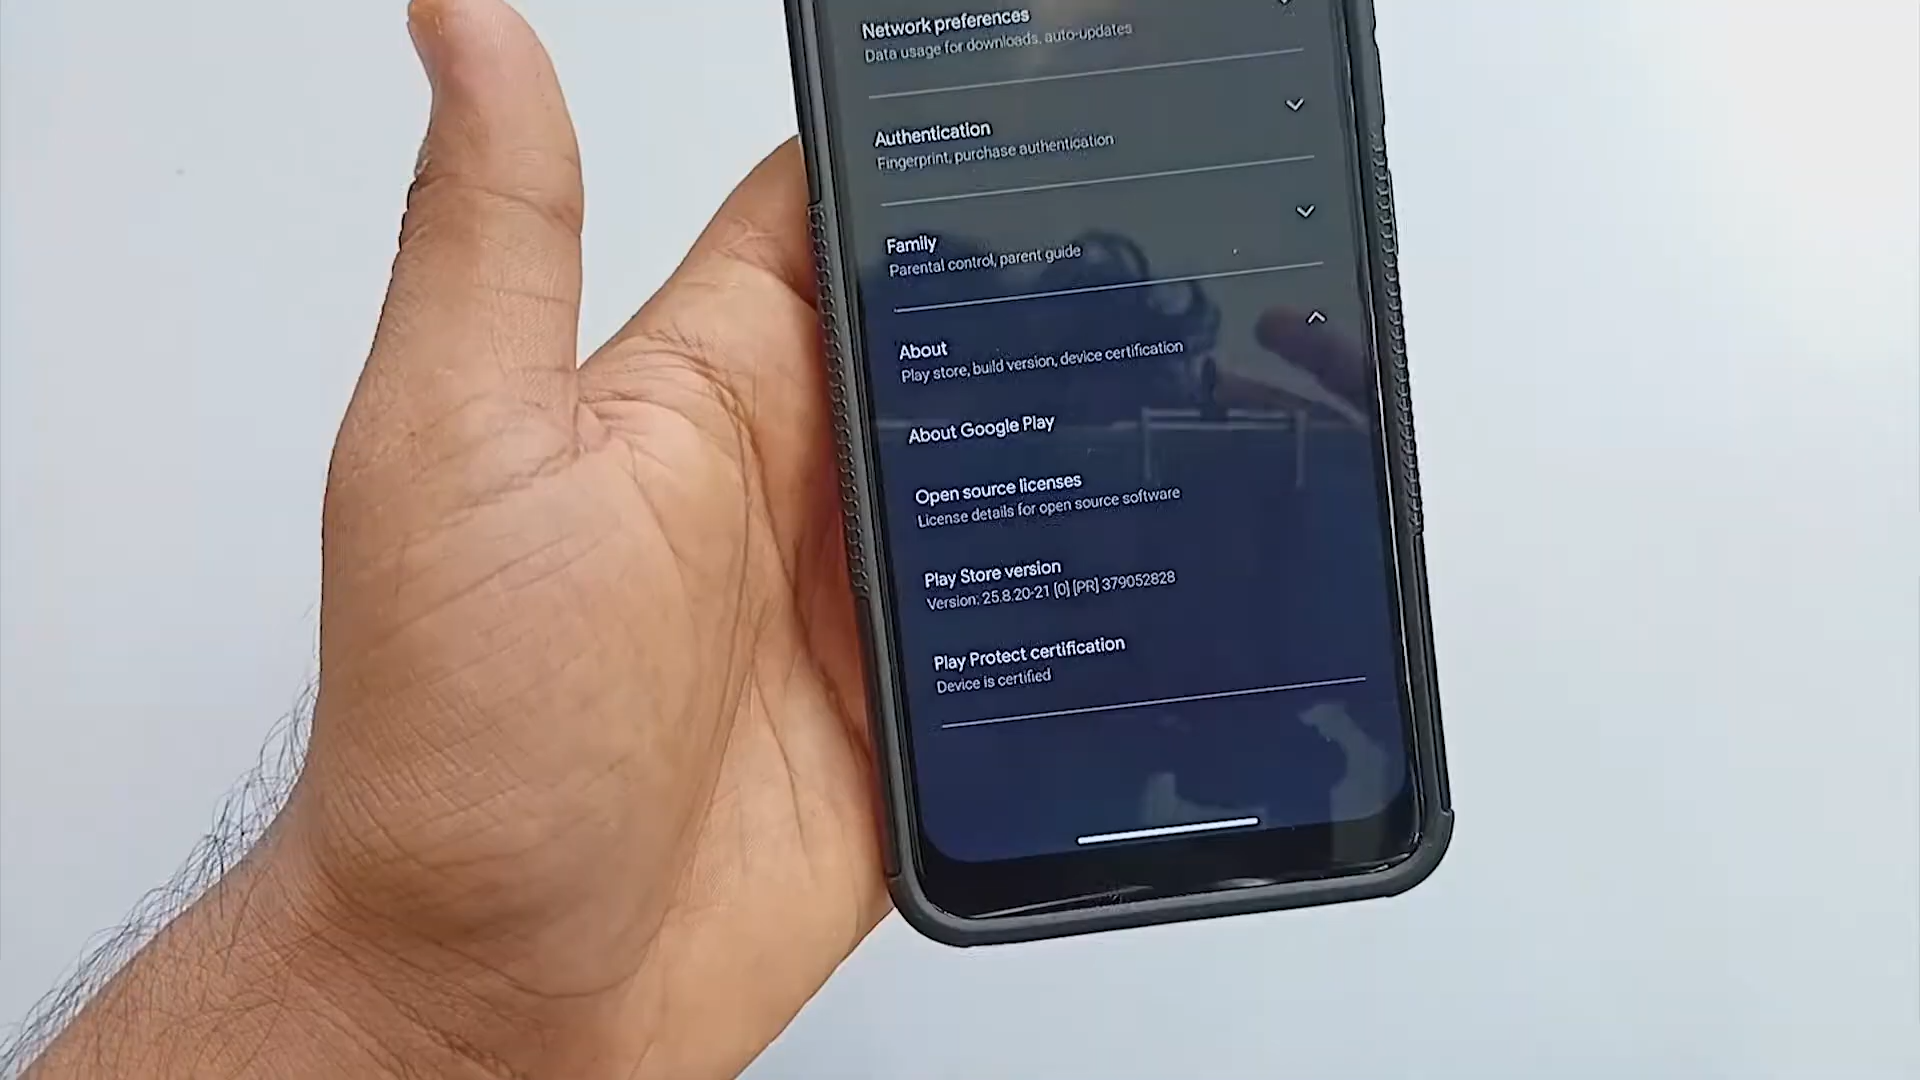 Network preferences
Data usage for downloads, auto-updates
Authentication
Fingerprint, purchase authentication
Family
Parental control, parent guide
About
Play store, build version, device certification
About Google Play
Open source licenses
License details for open source software
Play Store version
Version: 25.8.20-21 [0] [PR] 379052828
Play Protect certification
Device is certified